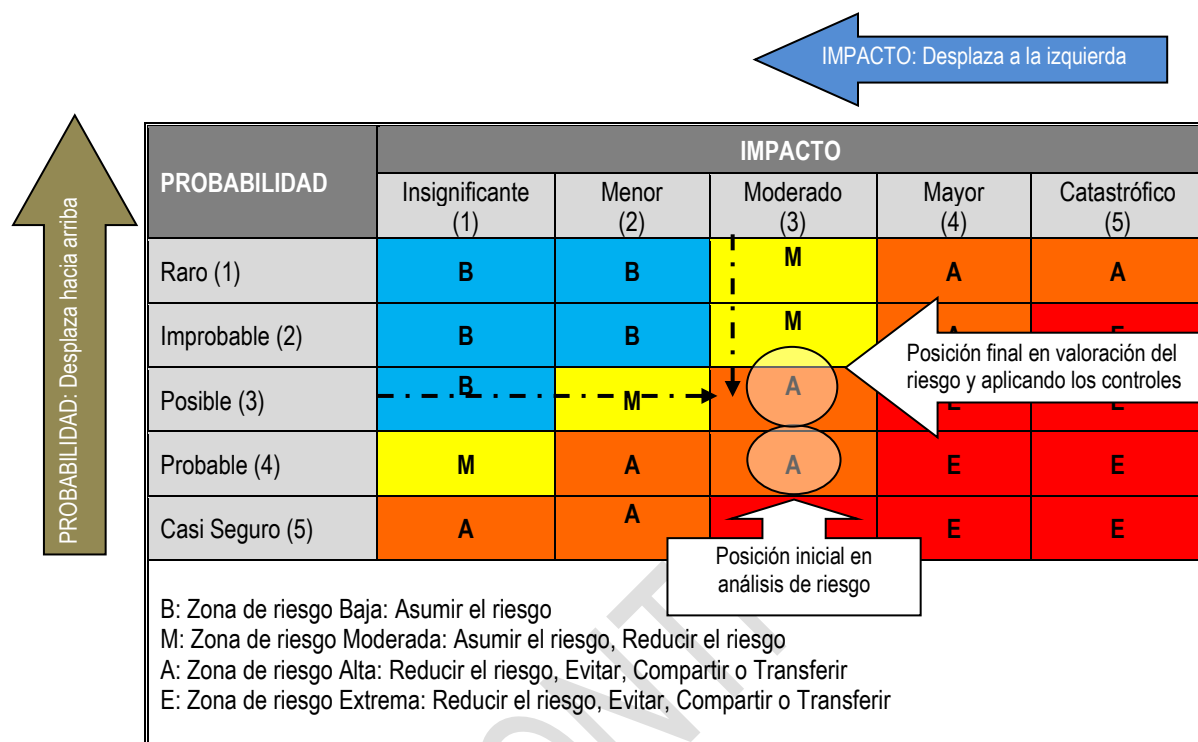 IMPACTO: Desplaza a la izquierda
PROBABILIDAD: Desplaza hacia arriba
PROBABILIDAD
IMPACTO
Insignificante (1)
Menor (2)
Moderado (3)
Mayor (4)
Catastrófico (5)
Raro (1) B B M A A
Improbable (2) B B M
Posible (3) B M A
Probable (4) M A A E E
Casi Seguro (5) A A E E
Posición final en valoración del
riesgo y aplicando los controles
Posición inicial en
análisis de riesgo
B: Zona de riesgo Baja: Asumir el riesgo
M: Zona de riesgo Moderada: Asumir el riesgo, Reducir el riesgo
A: Zona de riesgo Alta: Reducir el riesgo, Evitar, Compartir o Transferir
E: Zona de riesgo Extrema: Reducir el riesgo, Evitar, Compartir o Transferir